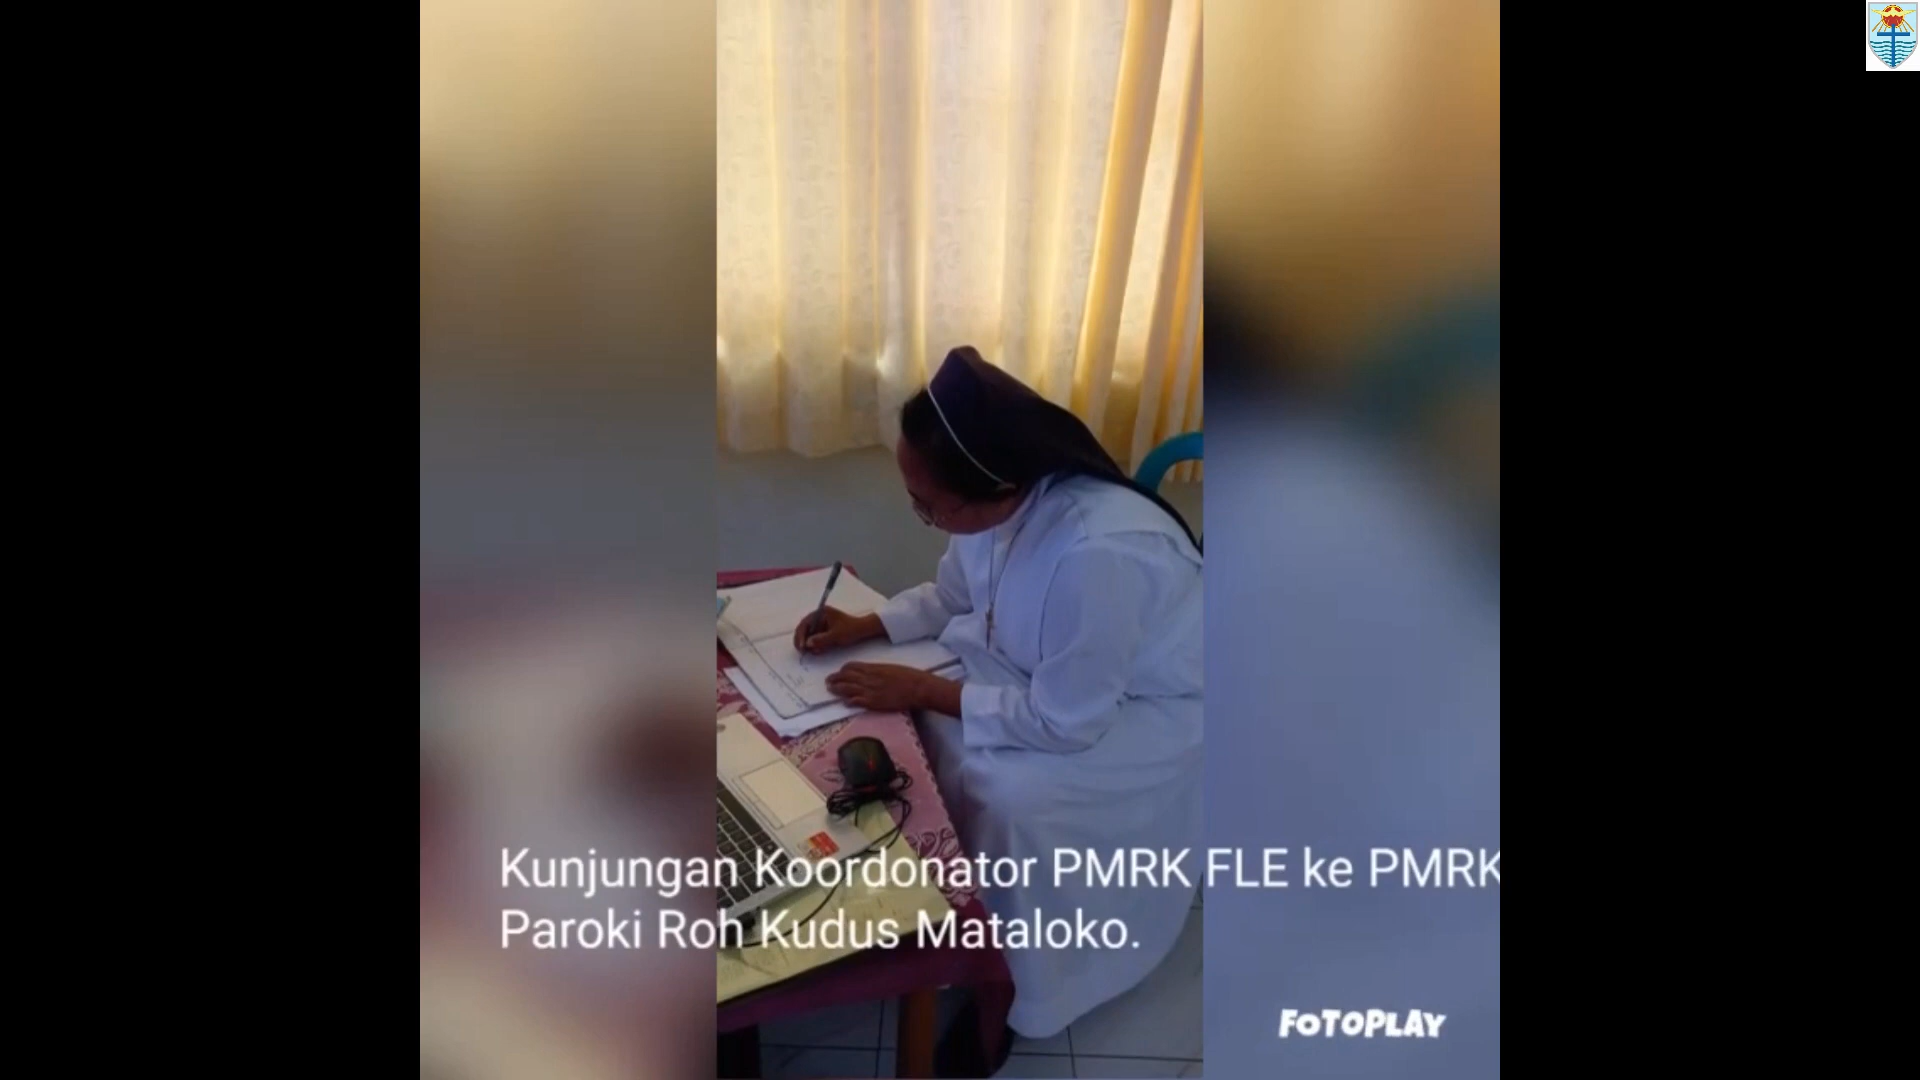 Kunjungan Koordonator PMRK FLE ke PMRK
Paroki Roh Kudus Mataloko.
FOTOPLAY